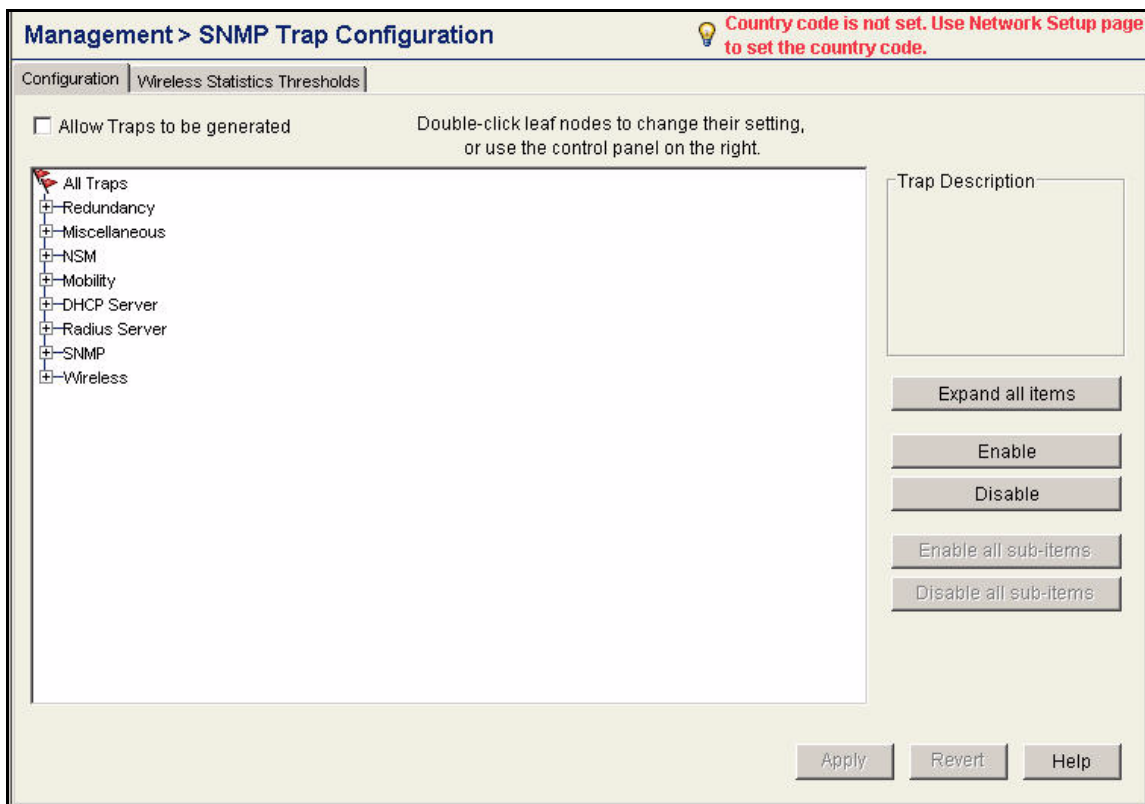 Management > SNMP Trap Configuration
Country code is not set. Use Network Setup page
to set the country code.
Configuration
Wireless Statistics Thresholds
Allow Traps to be generated
Double-click leaf nodes to change their setting,
or use the control panel on the right.
All Traps
Redundancy
Miscellaneous
NSM
Mobility
DHCP Server
Radius Server
SNMP
Wireless
Trap Description
Expand all items
Enable
Disable
Enable all sub-items
Disable all sub-items
Apply
Revert
Help